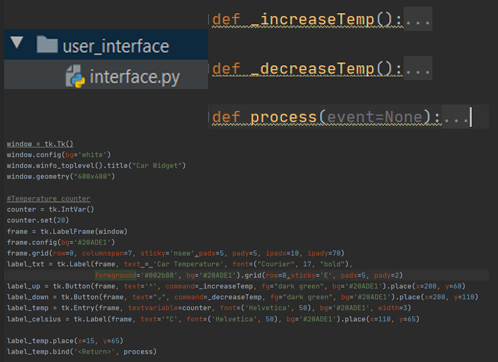 user_interface
interface.py
def _increaseTemp():...
def _decreaseTemp():...
def process(event=None):...
window = tk.Tk()
window.config(bg='white')
window.winfo_toplevel().title("Car Widget")
window.geometry("600x400")
#Temperature counter
counter = tk.IntVar()
counter.set(20)
frame = tk.LabelFrame(window)
frame.config(bg='#20ADE1')
frame.grid(row=0, columnspan=7, sticky='nsew',padx=5, pady=5, ipadx=10, ipady=70)
label_txt = tk.Label(frame, text = 'Car Temperature', font=("Courier", 17, "bold"),
foreground='#092b80', bg='#20ADE1').grid(row=0,sticky='E', padx=5, pady=2)
label_up = tk.Button(frame, text='^', command=_increaseTemp, fg="dark green", bg='#20ADE1').place(x=200, y=60)
label_down = tk.Button(frame, text="⌄", command=_decreaseTemp, fg="dark green", bg='#20ADE1').place(x=200, y=110)
label_temp = tk.Entry(frame, textvariable=counter, font=('Helvetica', 50), bg='#20ADE1', width=3)
label_celsius = tk.Label(frame, text='°C', font=('Helvetica', 50), bg='#20ADE1').place(x=110, y=65)
label_temp.place(x=15, y=65)
label_temp.bind('<Return>', process)